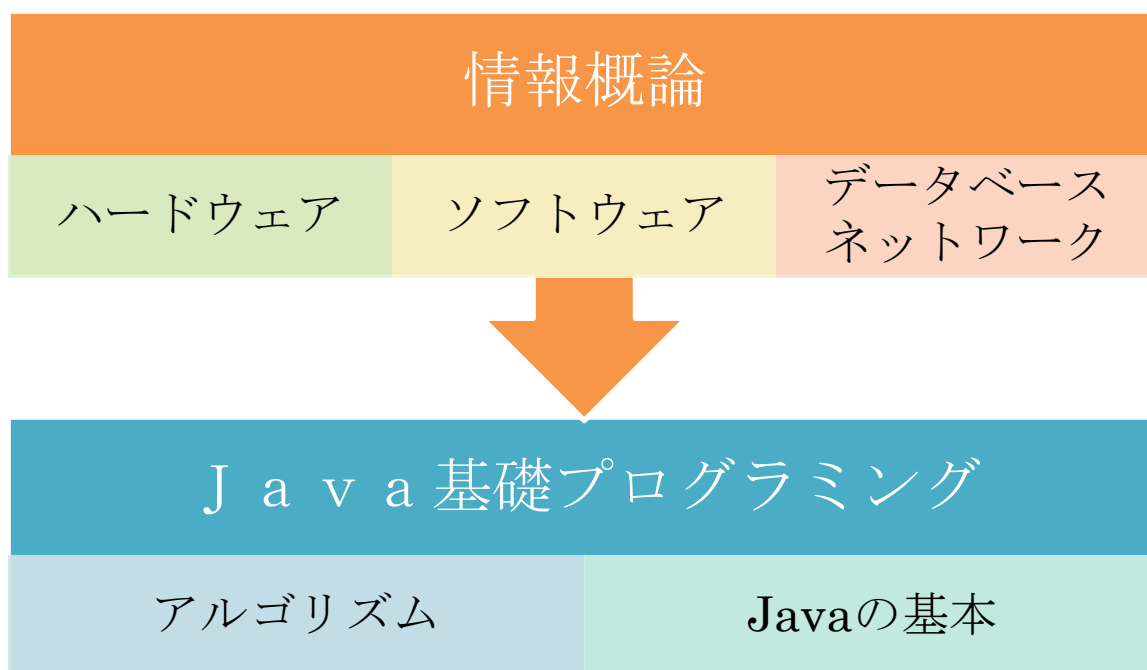 情報概論
ハードウェア
ソフトウェア
データベース
ネットワーク
Ｊａｖａ基礎プログラミング
アルゴリズム
Javaの基本